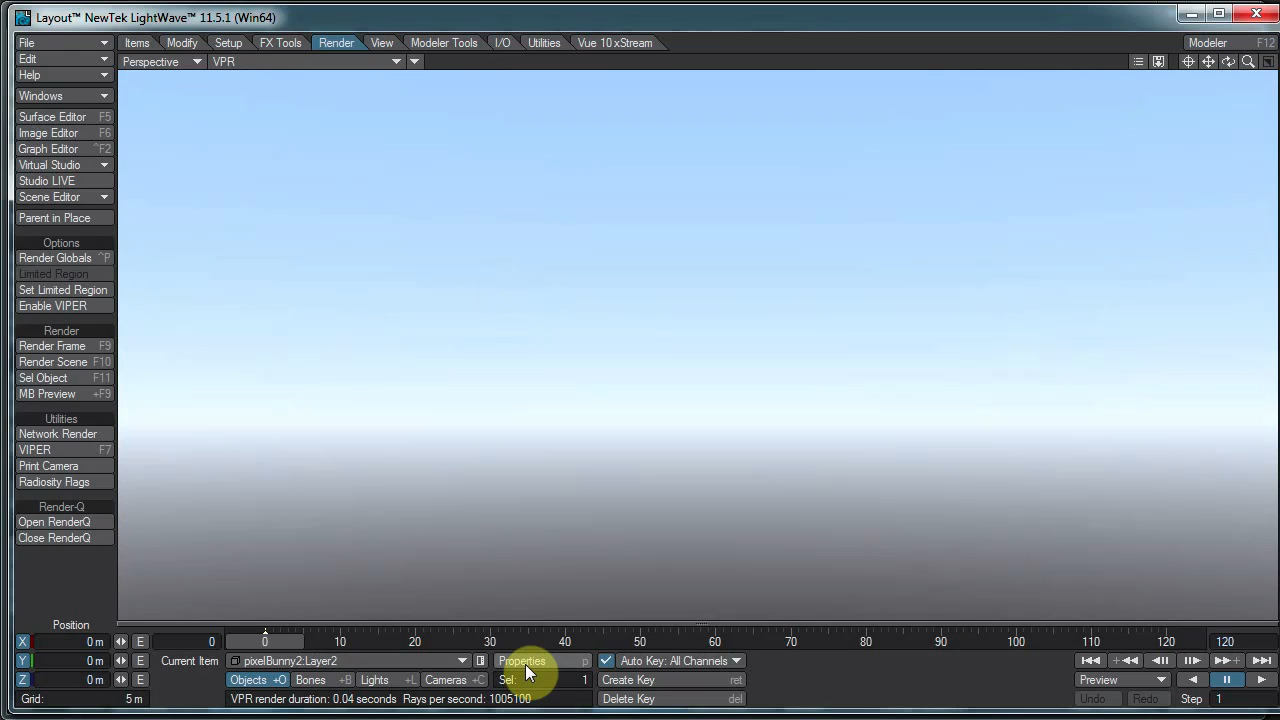 Layout™ NewTek LightWave™ 11.5.1 (Win64)
File Items Modify Setup FX Tools Render View Modeler Tools I/O Utilities Vue 10 xStream Modeler F12
Edit Perspective VPR
Help
Windows
Surface Editor F5
Image Editor F6
Graph Editor ^F2
Virtual Studio
Studio LIVE
Scene Editor
Parent in Place
Options
Render Globals ^P
Limited Region
Set Limited Region
Enable VIPER
Render
Render Frame F9
Render Scene F10
Sel Object F11
MB Preview +F9
Utilities
Network Render
VIPER F7
Print Camera
Radiosity Flags
Render-Q
Open RenderQ
Close RenderQ
Position
X 0 m E 0 0 10 20 30 40 50 60 70 80 90 100 110 120 120
Y 0 m E Current Item pixelBunny2:Layer2 Properties p Auto Key: All Channels
Z 0 m E Objects +O Bones +B Lights +L Cameras +C Sel: 1 Create Key ret Preview
Grid: 5 m VPR render duration: 0.04 seconds Rays per second: 1005100 Delete Key del Undo Redo Step 1